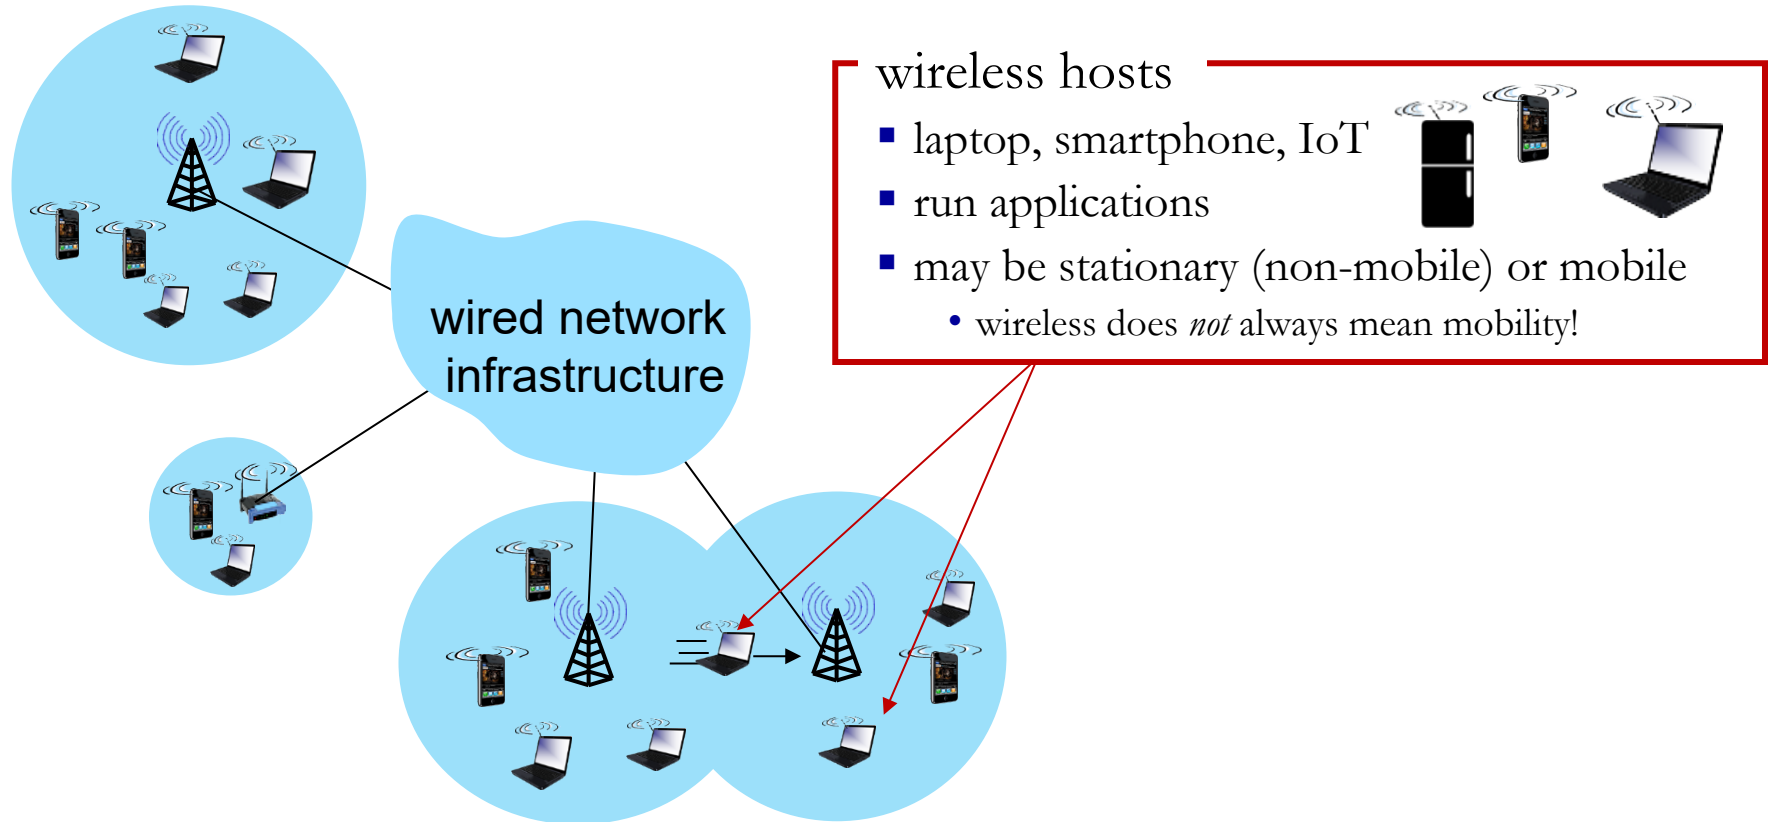 wireless hosts
▪ laptop, smartphone, IoT
▪ run applications
▪ may be stationary (non-mobile) or mobile
• wireless does not always mean mobility!
wired network
infrastructure